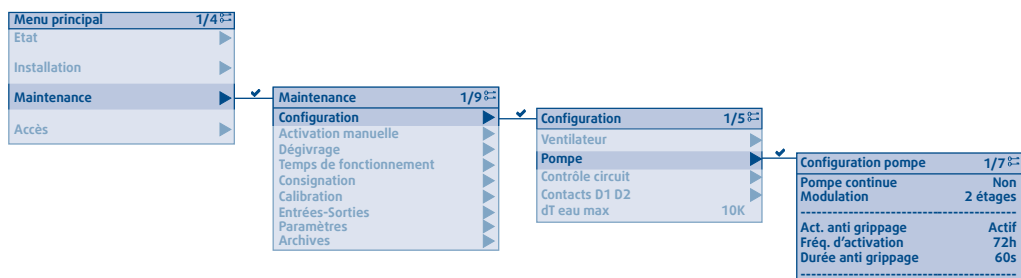 Menu principal 1/4
Etat
Installation
Maintenance
Accès
Maintenance 1/9
Configuration
Activation manuelle
Dégivrage
Temps de fonctionnement
Consignation
Calibration
Entrées-Sorties
Paramètres
Archives
Configuration 1/5
Ventilateur
Pompe
Contrôle circuit
Contacts D1 D2
dT eau max 10K
Configuration pompe 1/7
Pompe continue Non
Modulation 2 étages
Act. anti grippage Actif
Fréq. d'activation 72h
Durée anti grippage 60s